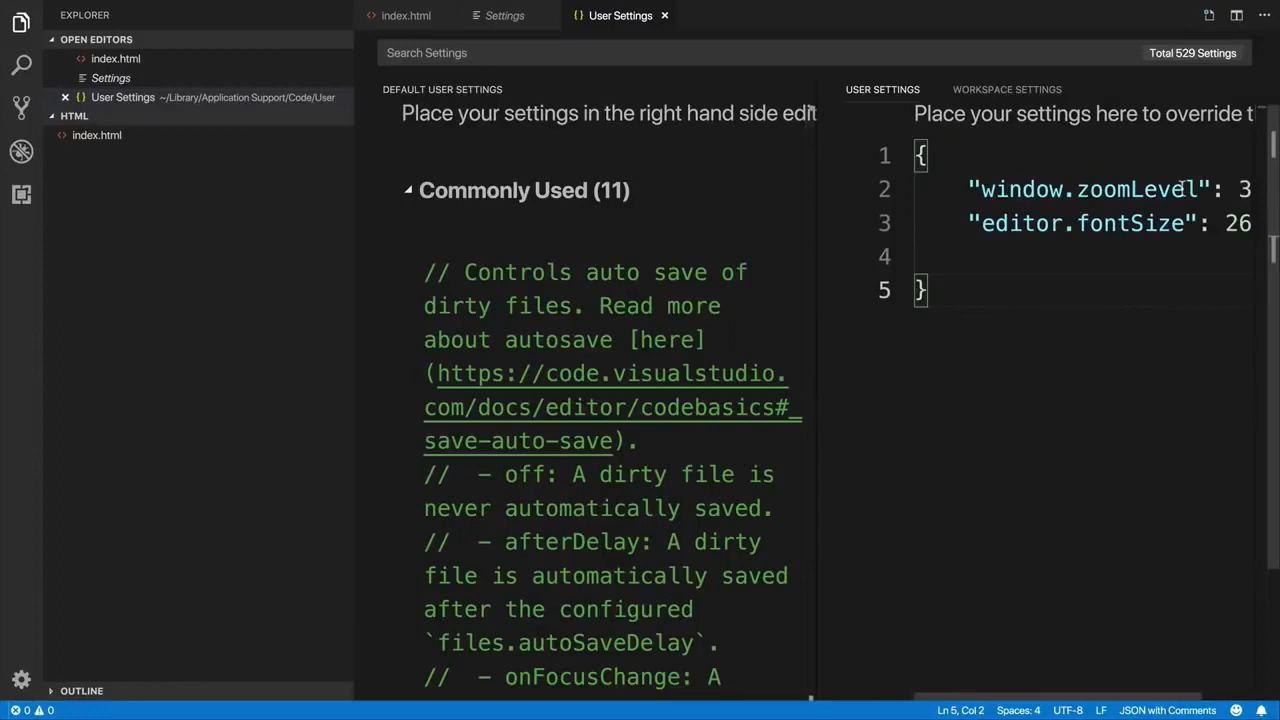 EXPLORER
index.html
Settings
User Settings
OPEN EDITORS
index.html
Settings
User Settings ~/Library/Application Support/Code/User
HTML
index.html
OUTLINE
Search Settings
Total 529 Settings
DEFAULT USER SETTINGS
Place your settings in the right hand side edit
Commonly Used (11)
// Controls auto save of
dirty files. Read more
about autosave [here]
(https://code.visualstudio.
com/docs/editor/codebasics#_
save-auto-save).
// - off: A dirty file is
never automatically saved.
// - afterDelay: A dirty
file is automatically saved
after the configured
`files.autoSaveDelay`.
// - onFocusChange: A
USER SETTINGS
WORKSPACE SETTINGS
Place your settings here to override t
1 {
2 "window.zoomLevel": 3
3 "editor.fontSize": 26
4
5 }
0 0
Ln 5, Col 2
Spaces: 4
UTF-8
LF
JSON with Comments